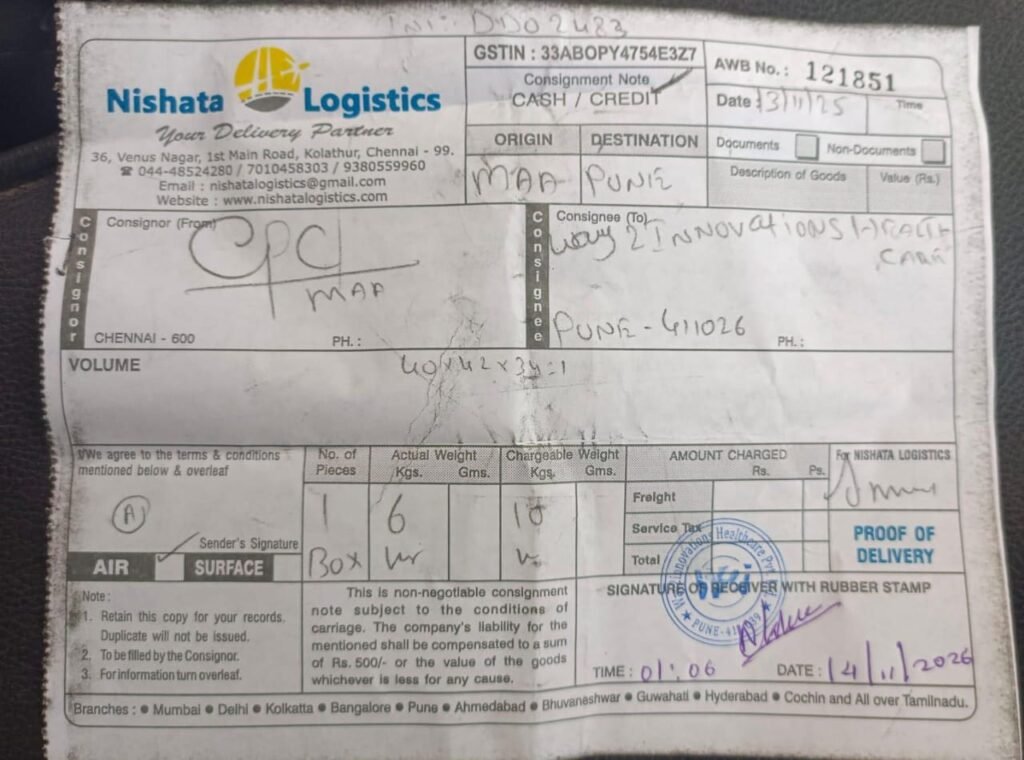 INV: DD02483
Nishata Logistics
Your Delivery Partner
36, Venus Nagar, 1st Main Road, Kolathur, Chennai - 99.
☎ 044-48524280 / 7010458303 / 9380559960
Email : nishatalogistics@gmail.com
Website : www.nishatalogistics.com
GSTIN : 33ABOPY4754E3Z7
Consignment Note
CASH / CREDIT ✓
ORIGIN DESTINATION
MAA PUNE
AWB No.: 121851
Date : 13/11/25 Time
Documents Non-Documents
Description of Goods Value (Rs.)
Consignor
Consignor (From)
CPC
MAA
CHENNAI - 600 PH. :
Consignee
Consignee (To)
Way 2 INNOVATIONS HEALTH
CARE
PUNE - 411026
PH. :
VOLUME
40x42x34=1
I/We agree to the terms & conditions
mentioned below & overleaf
A
Sender's Signature
AIR ✓ SURFACE
No. of Pieces
1
Box
Actual Weight
Kgs. Gms.
6
Chargeable Weight
Kgs. Gms.
10
AMOUNT CHARGED
Rs. Ps.
Freight
Service Tax
Total
For NISHATA LOGISTICS
PROOF OF
DELIVERY
Innovations Healthcare Pvt
PUNE-4
SIGNATURE OF RECEIVER WITH RUBBER STAMP
TIME : 01:06 DATE : 14/11/2026
Note :
1. Retain this copy for your records.
Duplicate will not be issued.
2. To be filled by the Consignor.
3. For information turn overleaf.
This is non-negotiable consignment
note subject to the conditions of
carriage. The company's liability for the
mentioned shall be compensated to a sum
of Rs. 500/- or the value of the goods
whichever is less for any cause.
Branches : ● Mumbai ● Delhi ● Kolkatta ● Bangalore ● Pune ● Ahmedabad ● Bhuvaneshwar ● Guwahati ● Hyderabad ● Cochin and All over Tamilnadu.